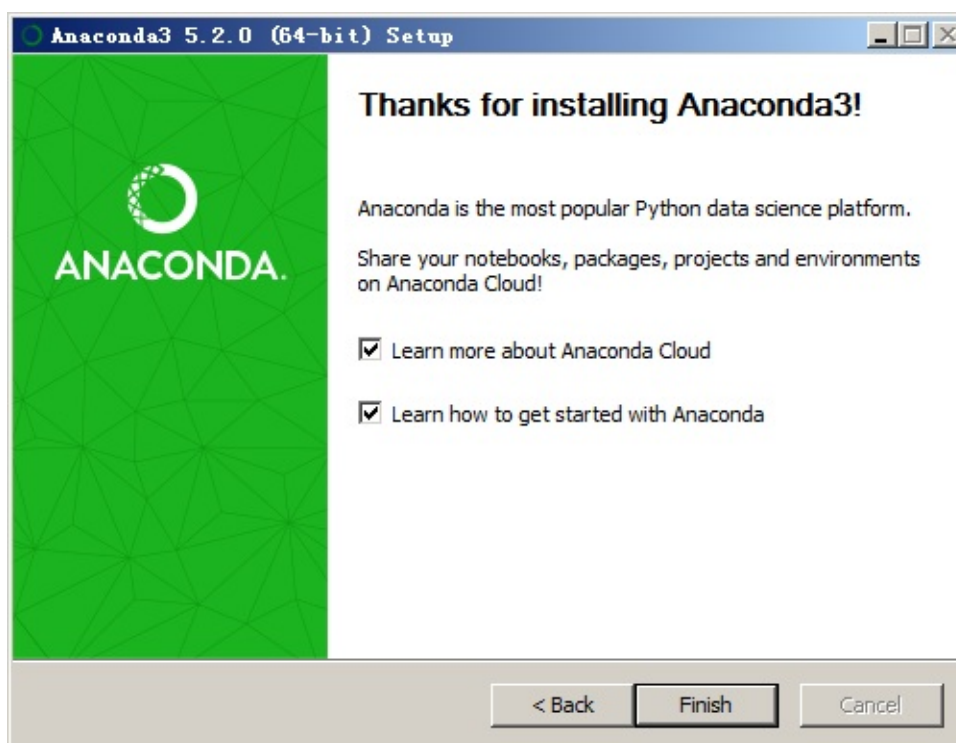 Anaconda3 5.2.0 (64-bit) Setup
Thanks for installing Anaconda3!
ANACONDA.
Anaconda is the most popular Python data science platform.
Share your notebooks, packages, projects and environments
on Anaconda Cloud!
Learn more about Anaconda Cloud
Learn how to get started with Anaconda
< Back
Finish
Cancel